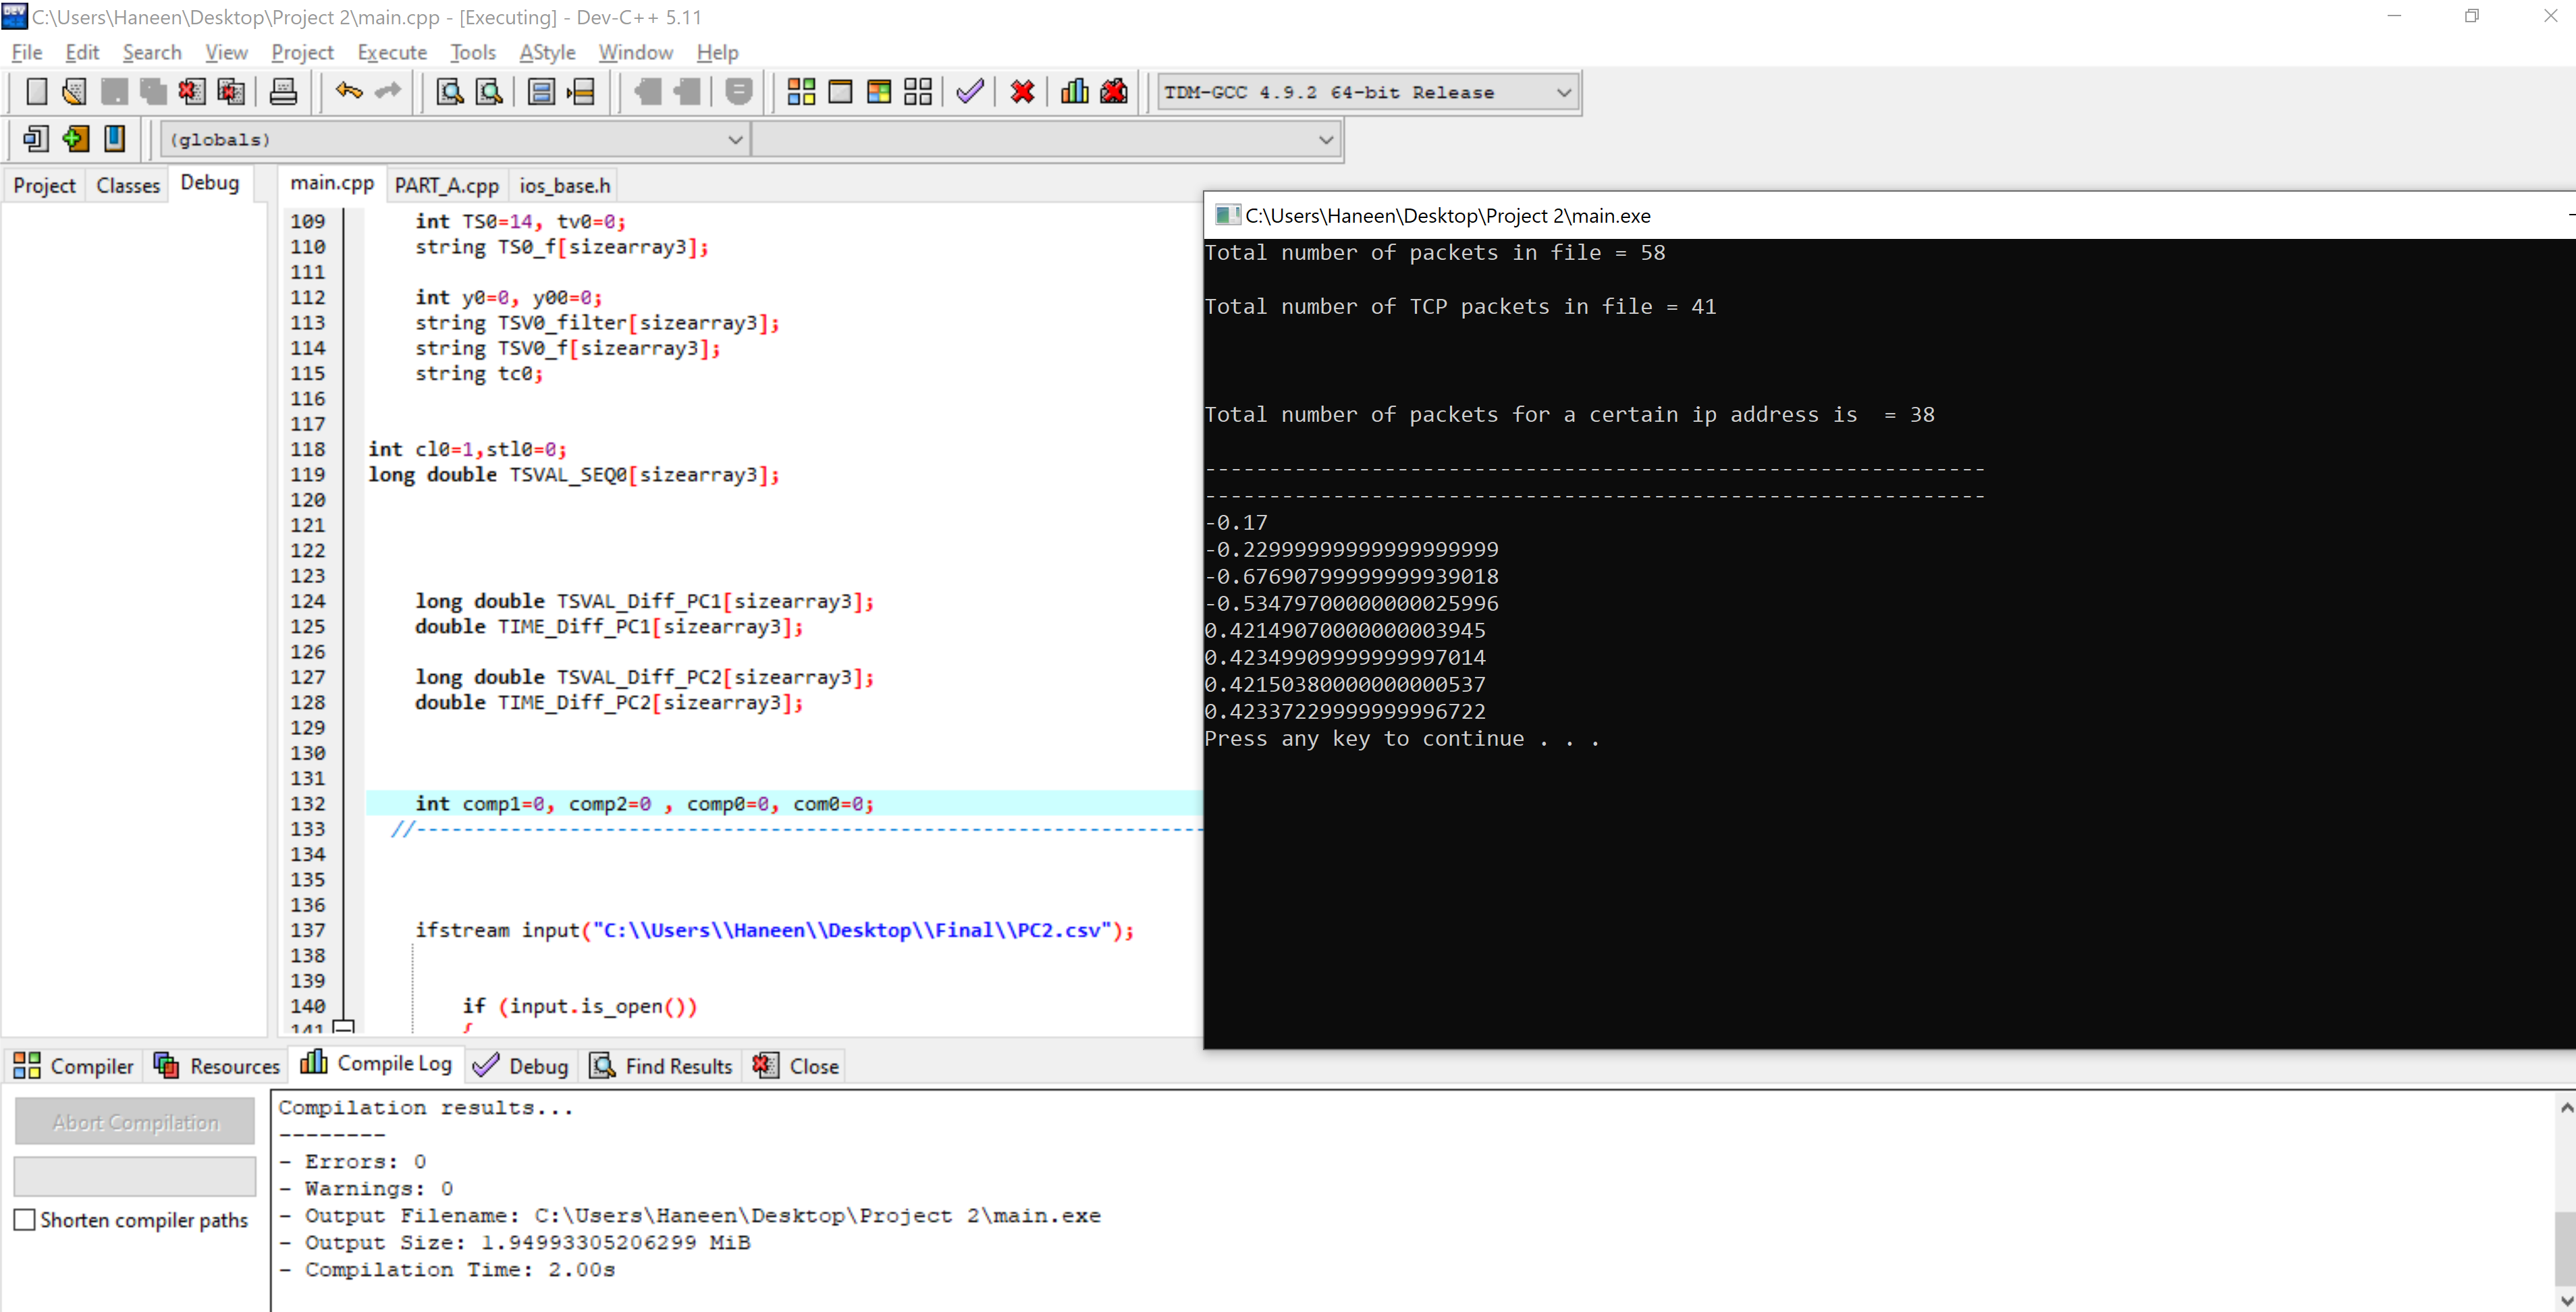 C:\Users\Haneen\Desktop\Project 2\main.cpp - [Executing] - Dev-C++ 5.11
File Edit Search View Project Execute Tools AStyle Window Help
TDM-GCC 4.9.2 64-bit Release
(globals)
Project Classes Debug
main.cpp PART_A.cpp ios_base.h
109 int TS0=14, tv0=0;
110 string TS0_f[sizearray3];
111
112 int y0=0, y00=0;
113 string TSV0_filter[sizearray3];
114 string TSV0_f[sizearray3];
115 string tc0;
116
117
118 int cl0=1,stl0=0;
119 long double TSVAL_SEQ0[sizearray3];
120
121
122
123
124 long double TSVAL_Diff_PC1[sizearray3];
125 double TIME_Diff_PC1[sizearray3];
126
127 long double TSVAL_Diff_PC2[sizearray3];
128 double TIME_Diff_PC2[sizearray3];
129
130
131
132 int comp1=0, comp2=0 , comp0=0, com0=0;
133 //-------------------------------------------------------------------
134
135
136
137 ifstream input("C:\\Users\\Haneen\\Desktop\\Final\\PC2.csv");
138
139
140 if (input.is_open())
141 {
C:\Users\Haneen\Desktop\Project 2\main.exe
Total number of packets in file = 58
Total number of TCP packets in file = 41
Total number of packets for a certain ip address is  = 38
-------------------------------------------------------------
-------------------------------------------------------------
-0.17
-0.22999999999999999999
-0.67690799999999939018
-0.53479700000000025996
0.42149070000000003945
0.42349909999999997014
0.42150380000000000537
0.42337229999999996722
Press any key to continue . . .
Compiler Resources Compile Log Debug Find Results Close
Abort Compilation
Shorten compiler paths
Compilation results...
--------
- Errors: 0
- Warnings: 0
- Output Filename: C:\Users\Haneen\Desktop\Project 2\main.exe
- Output Size: 1.94993305206299 MiB
- Compilation Time: 2.00s